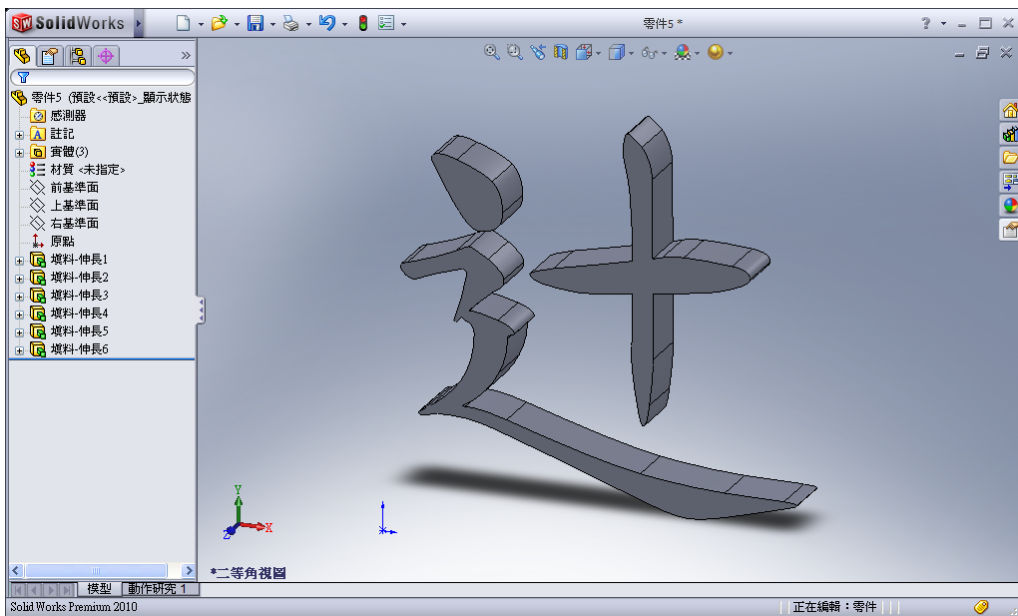 SolidWorks
零件5 *
零件5 (預設<<預設>_顯示狀態
感測器
註記
實體(3)
材質 <未指定>
前基準面
上基準面
右基準面
原點
填料-伸長1
填料-伸長2
填料-伸長3
填料-伸長4
填料-伸長5
填料-伸長6
辻
Y
X
Z
*二等角視圖
模型
動作研究 1
SolidWorks Premium 2010
正在編輯：零件